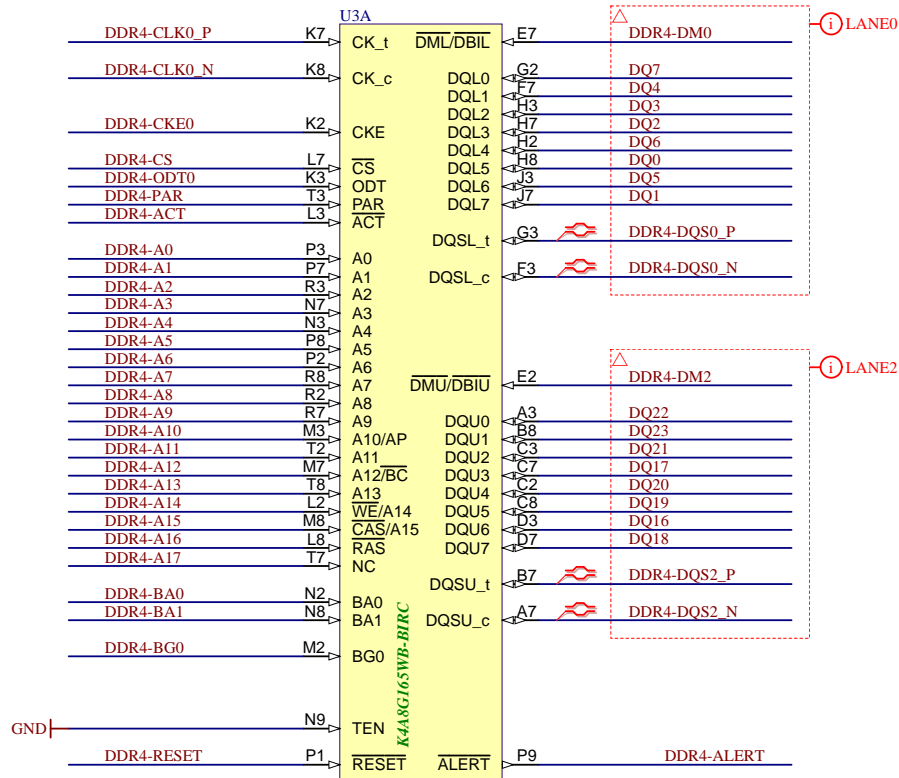 U3A
DDR4-CLK0_P K7 CK_t DML/DBIL E7 DDR4-DM0 LANE0
DDR4-CLK0_N K8 CK_c DQL0 G2 DQ7
DQL1 F7 DQ4
DQL2 H3 DQ3
DDR4-CKE0 K2 CKE DQL3 H7 DQ2
DQL4 H2 DQ6
DDR4-CS L7 CS DQL5 H8 DQ0
DDR4-ODT0 K3 ODT DQL6 J3 DQ5
DDR4-PAR T3 PAR DQL7 J7 DQ1
DDR4-ACT L3 ACT
DQSL_t G3 DDR4-DQS0_P
DDR4-A0 P3 A0
DDR4-A1 P7 A1 DQSL_c F3 DDR4-DQS0_N
DDR4-A2 R3 A2
DDR4-A3 N7 A3
DDR4-A4 N3 A4
DDR4-A5 P8 A5
DDR4-A6 P2 A6 LANE2
DDR4-A7 R8 A7 DMU/DBIU E2 DDR4-DM2
DDR4-A8 R2 A8
DDR4-A9 R7 A9 DQU0 A3 DQ22
DDR4-A10 M3 A10/AP DQU1 B8 DQ23
DDR4-A11 T2 A11 DQU2 C3 DQ21
DDR4-A12 M7 A12/BC DQU3 C7 DQ17
DDR4-A13 T8 A13 DQU4 C2 DQ20
DDR4-A14 L2 WE/A14 DQU5 C8 DQ19
DDR4-A15 M8 CAS/A15 DQU6 D3 DQ16
DDR4-A16 L8 RAS DQU7 D7 DQ18
DDR4-A17 T7 NC
DQSU_t B7 DDR4-DQS2_P
DDR4-BA0 N2 BA0
DDR4-BA1 N8 BA1 DQSU_c A7 DDR4-DQS2_N
DDR4-BG0 M2 BG0
K4A8G165WB-BIRC
GND N9 TEN
DDR4-RESET P1 RESET ALERT P9 DDR4-ALERT